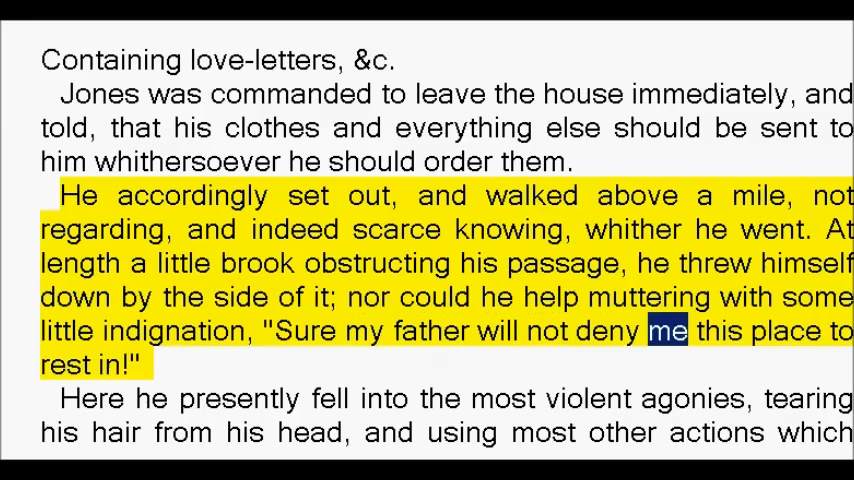 Containing love-letters, &c.
Jones was commanded to leave the house immediately, and
told, that his clothes and everything else should be sent to
him whithersoever he should order them.
He accordingly set out, and walked above a mile, not
regarding, and indeed scarce knowing, whither he went. At
length a little brook obstructing his passage, he threw himself
down by the side of it; nor could he help muttering with some
little indignation, "Sure my father will not deny me this place to
rest in!"
Here he presently fell into the most violent agonies, tearing
his hair from his head, and using most other actions which